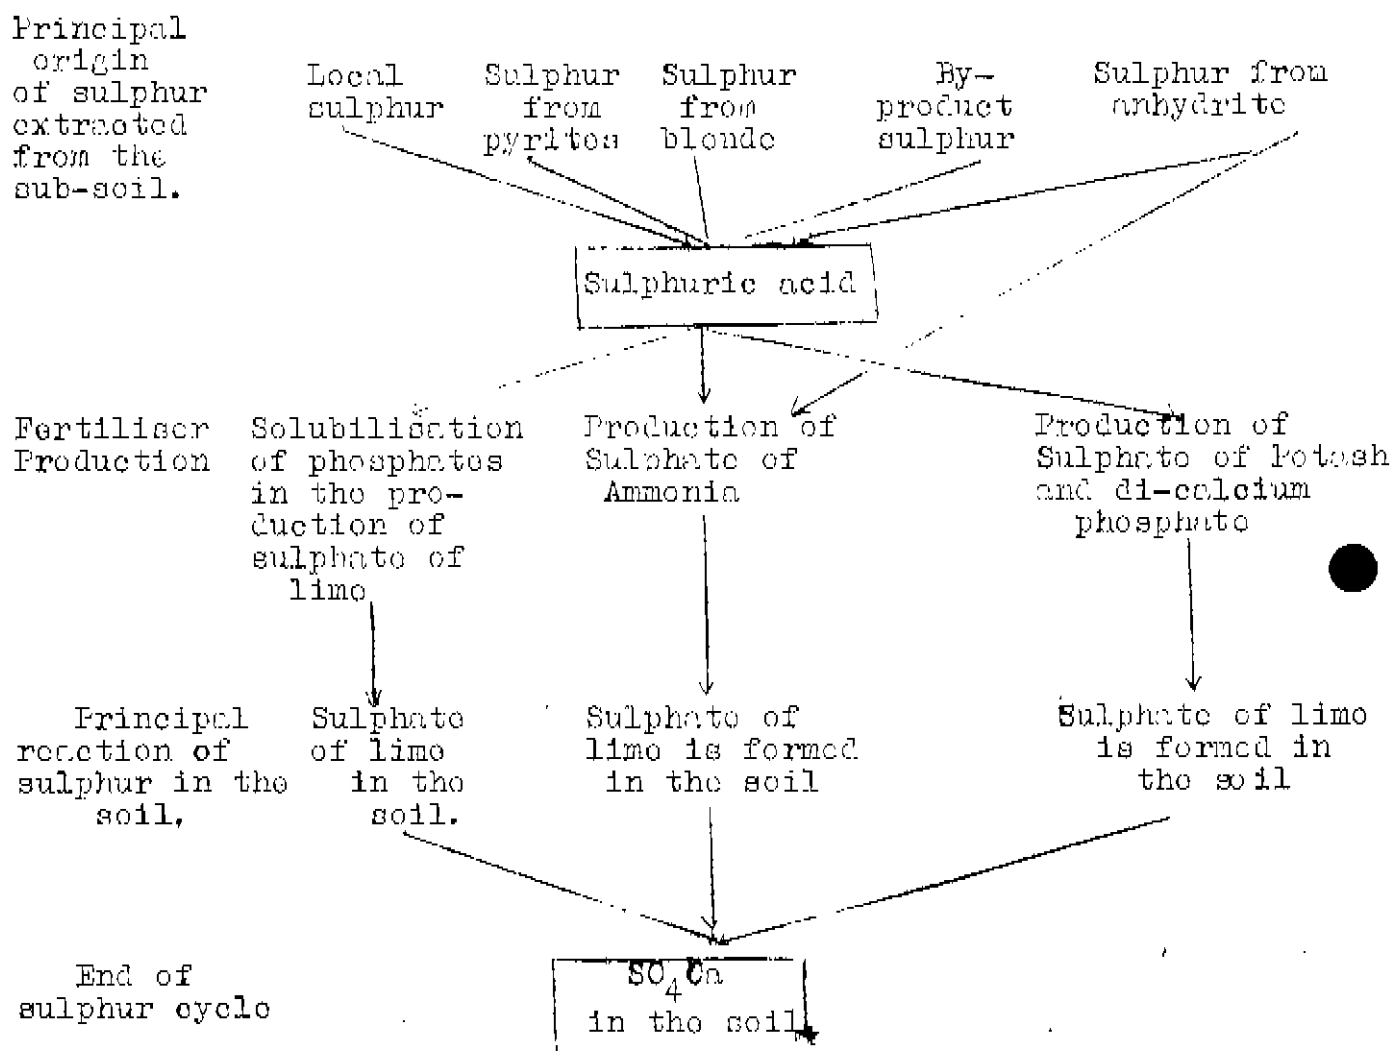 Principal
origin
of sulphur
extracted
from the
sub-soil.
Local
sulphur
Sulphur
from
pyrites
Sulphur
from
blende
By-
product
sulphur
Sulphur from
anhydrite
Sulphuric acid
Fertiliser
Production
Solubilisation
of phosphates
in the pro-
duction of
sulphate of
lime
Production of
Sulphate of
Ammonia
Production of
Sulphate of Potash
and di-calcium
phosphate
Principal
reaction of
sulphur in the
soil.
Sulphate
of lime
in the
soil.
Sulphate of
lime is formed
in the soil
Sulphate of lime
is formed in
the soil
End of
sulphur cycle
SO4Ca
in the soil